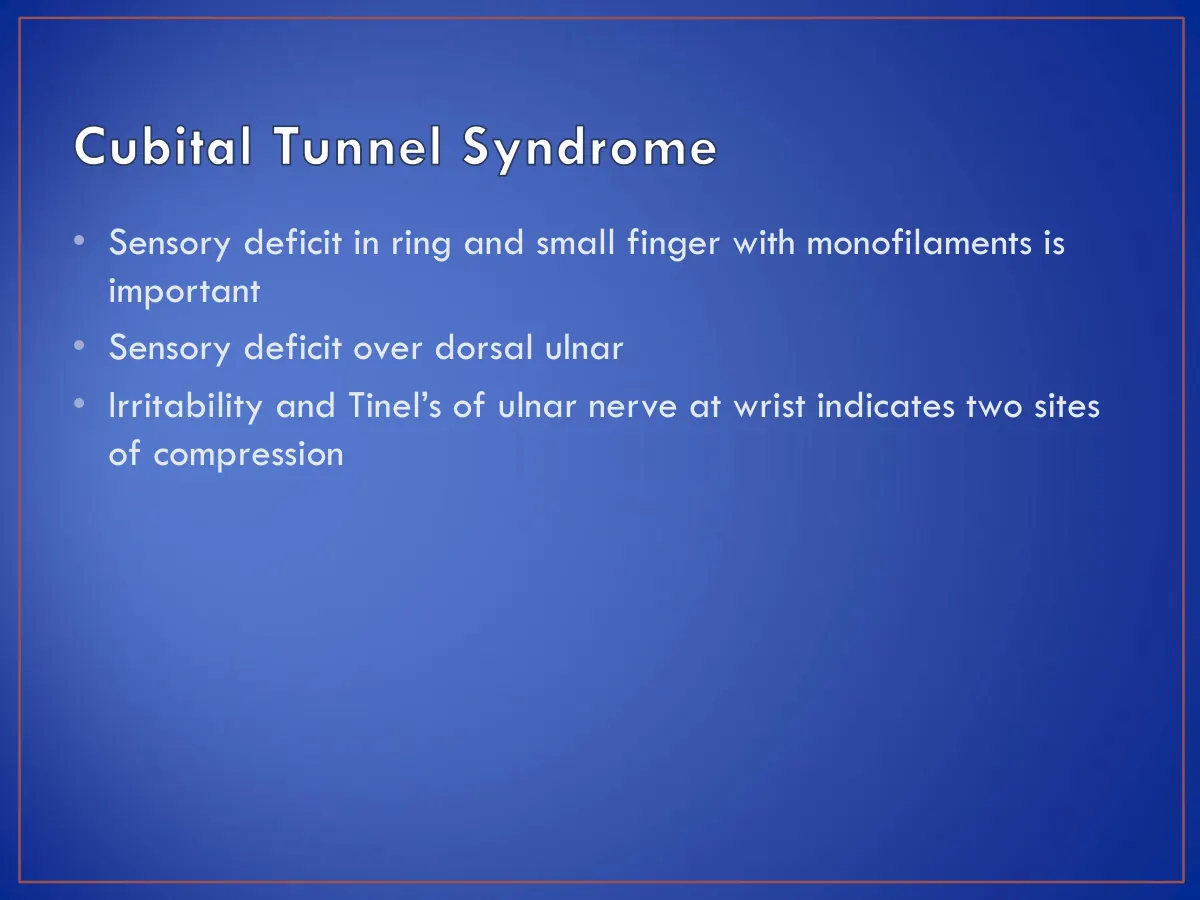 Cubital Tunnel Syndrome
• Sensory deficit in ring and small finger with monofilaments is
important
• Sensory deficit over dorsal ulnar
• Irritability and Tinel’s of ulnar nerve at wrist indicates two sites
of compression